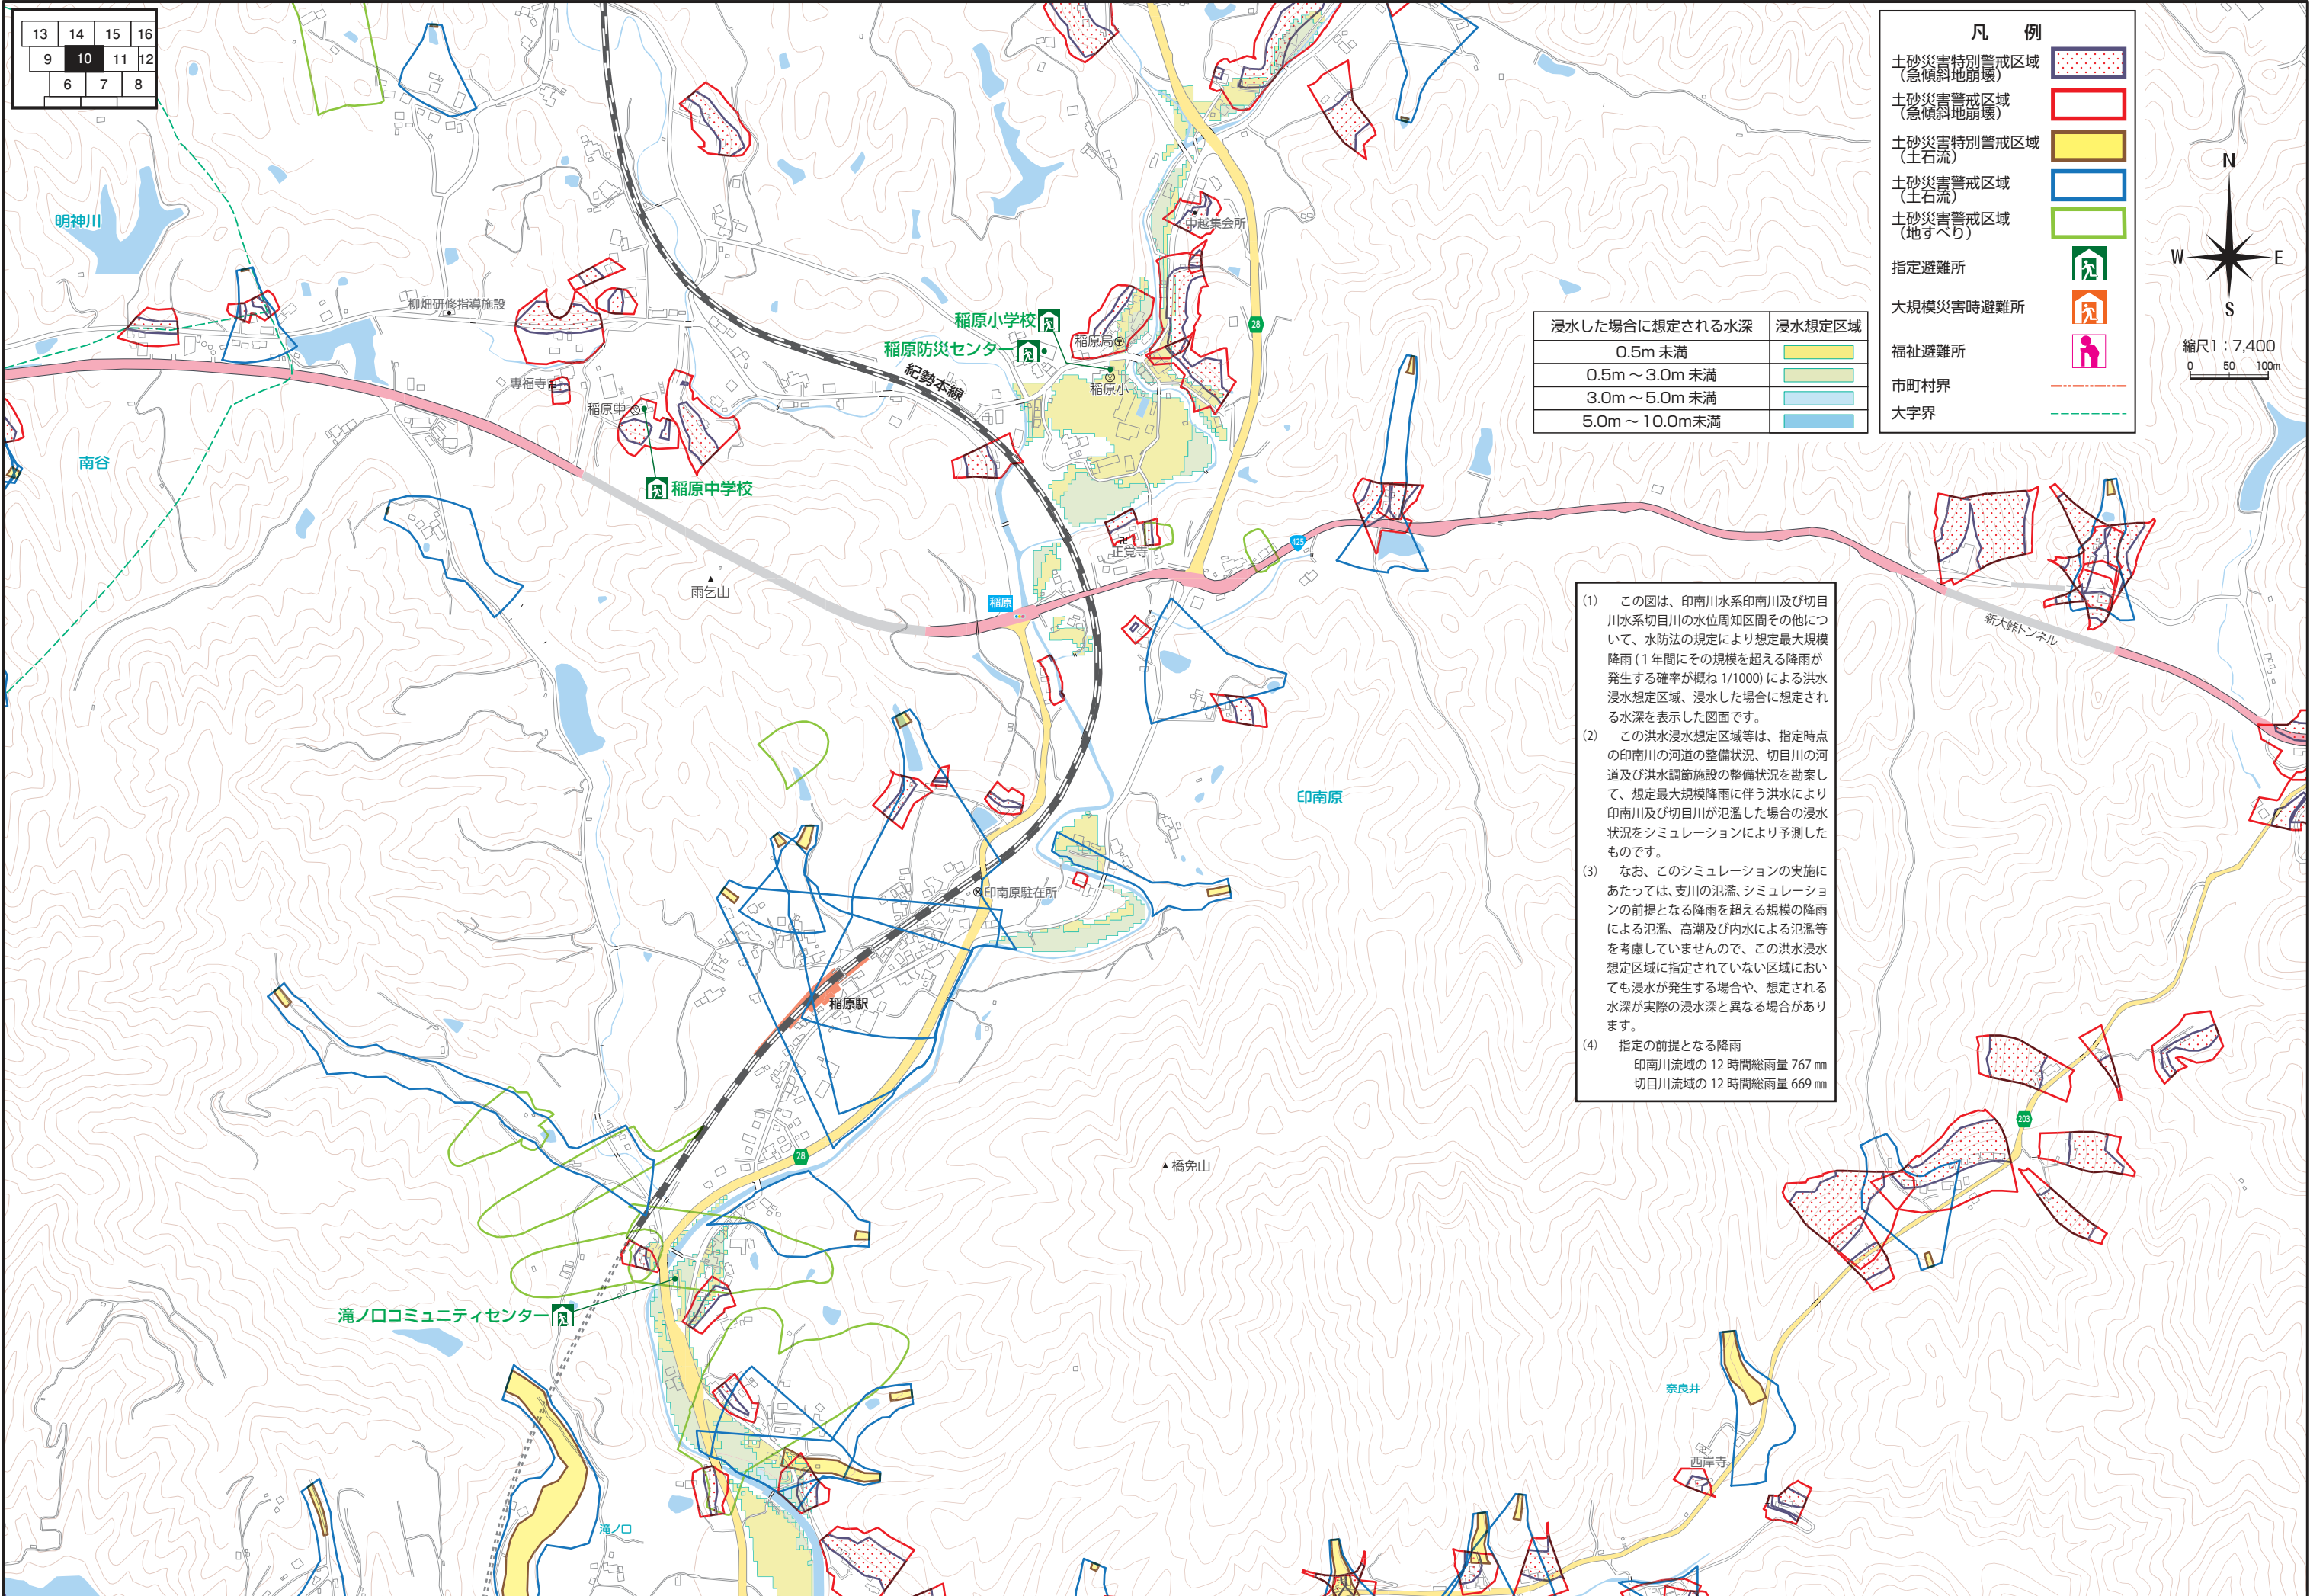 13 14 15 16
9 10 11 12
6 7 8
凡 例
土砂災害特別警戒区域
(急傾斜地崩壊)
土砂災害警戒区域
(急傾斜地崩壊)
土砂災害特別警戒区域
(土石流)
土砂災害警戒区域
(土石流)
土砂災害警戒区域
(地すべり)
指定避難所
大規模災害時避難所
福祉避難所
市町村界
大字界
N
W E
S
縮尺1:7,400
0 50 100m
浸水した場合に想定される水深 浸水想定区域
0.5m 未満
0.5m ~ 3.0m 未満
3.0m ~ 5.0m 未満
5.0m ~ 10.0m未満
明神川
柳畑研修指導施設
中越集会所
28
稲原小学校
稲原防災センター
稲原局
稲原小
紀勢本線
専福寺
稲原中
稲原中学校
南谷
正覚寺
425
雨乞山
稲原
新大峠トンネル
印南原
印南原駐在所
稲原駅
28
橋免山
203
滝ノ口コミュニティセンター
奈良井
西岸寺
滝ノ口
(1) この図は、印南川水系印南川及び切目
川水系切目川の水位周知区間その他につ
いて、水防法の規定により想定最大規模
降雨(1年間にその規模を超える降雨が
発生する確率が概ね 1/1000) による洪水
浸水想定区域、浸水した場合に想定され
る水深を表示した図面です。
(2) この洪水浸水想定区域等は、指定時点
の印南川の河道の整備状況、切目川の河
道及び洪水調節施設の整備状況を勘案し
て、想定最大規模降雨に伴う洪水により
印南川及び切目川が氾濫した場合の浸水
状況をシミュレーションにより予測した
ものです。
(3) なお、このシミュレーションの実施に
あたっては、支川の氾濫、シミュレーショ
ンの前提となる降雨を超える規模の降雨
による氾濫、高潮及び内水による氾濫等
を考慮していませんので、この洪水浸水
想定区域に指定されていない区域におい
ても浸水が発生する場合や、想定される
水深が実際の浸水深と異なる場合があり
ます。
(4) 指定の前提となる降雨
印南川流域の 12 時間総雨量 767 ㎜
切目川流域の 12 時間総雨量 669 ㎜